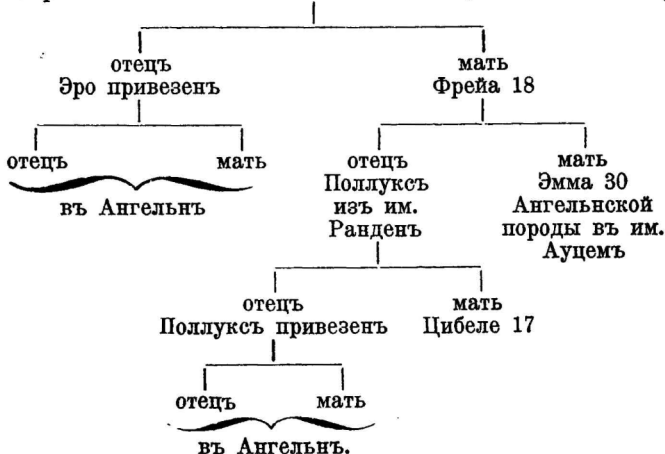 отецъ
Эро привезенъ
мать
Фрейа 18
отецъ
мать
въ Ангельнъ
отецъ
Поллуксъ
изъ им.
Ранденъ
мать
Эмма 30
Ангельнской
породы въ им.
Ауцемъ
отецъ
Поллуксъ привезенъ
мать
Цибеле 17
отецъ
мать
въ Ангельнъ.